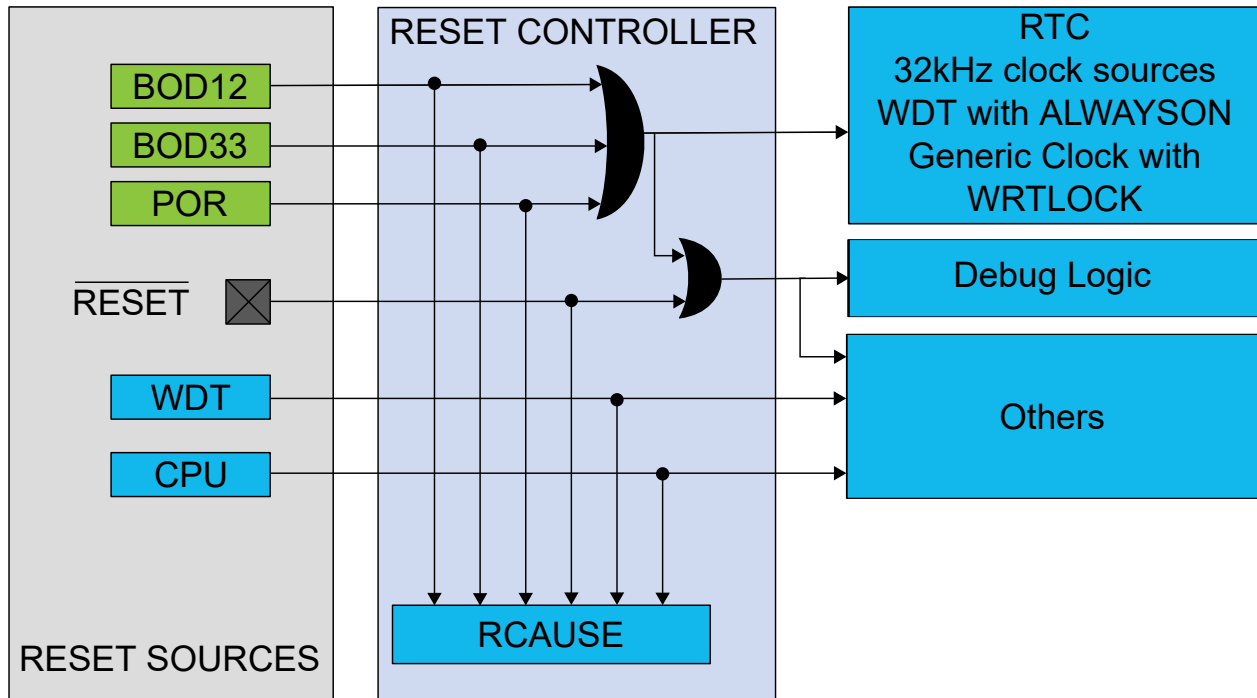 RESET SOURCES
BOD12
BOD33
POR
RESET
WDT
CPU
RESET CONTROLLER
RCAUSE
RTC
32kHz clock sources
WDT with ALWAYSON
Generic Clock with
WRTLOCK
Debug Logic
Others